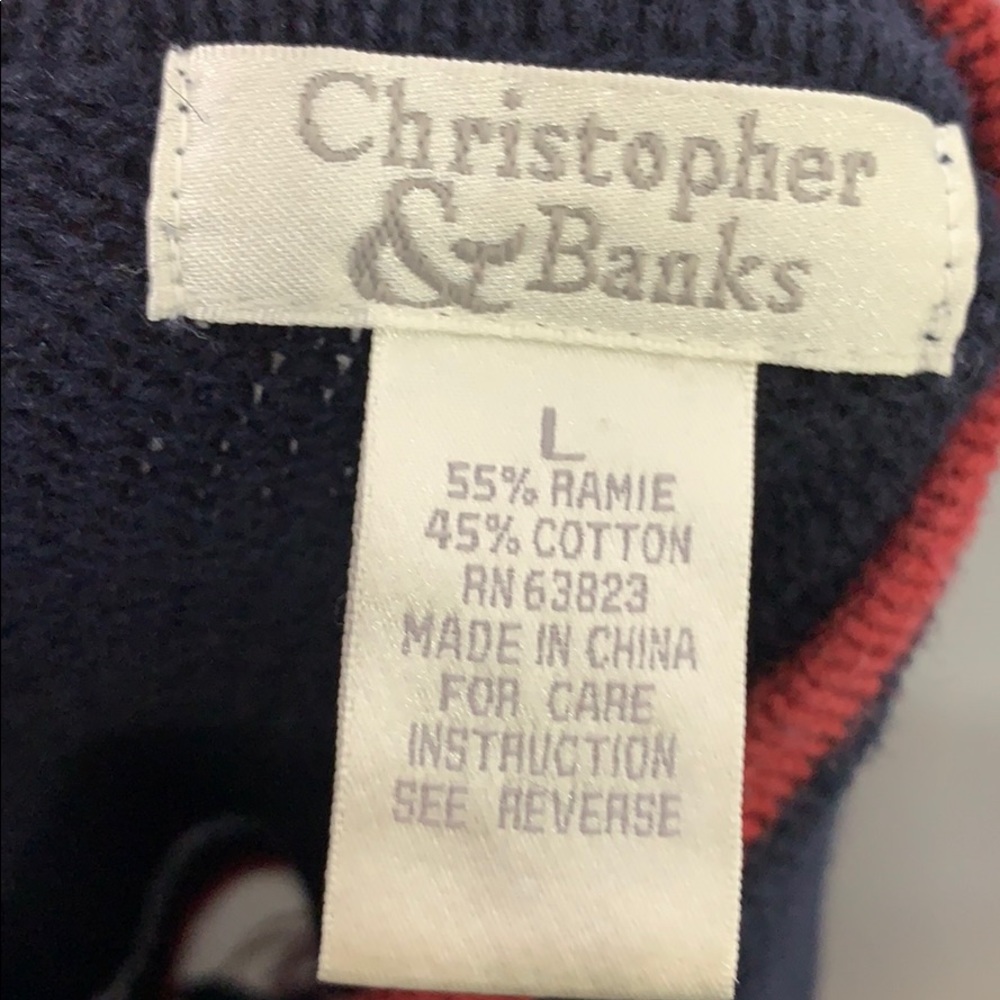 Christopher
& Banks
L
55% RAMIE
45% COTTON
RN 63823
MADE IN CHINA
FOR CARE
INSTRUCTION
SEE REVERSE